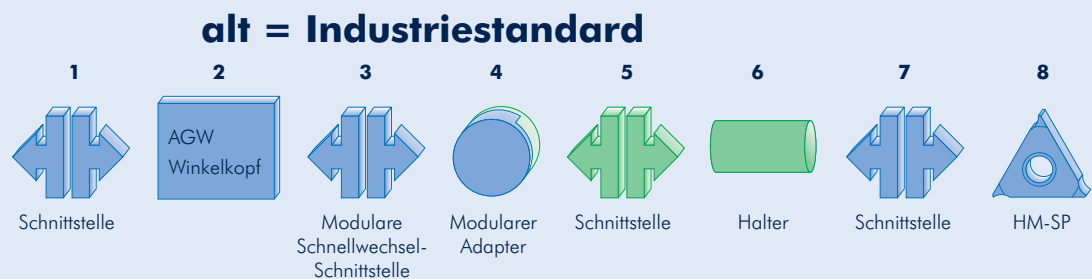 alt = Industriestandard
1 2 3 4 5 6 7 8
AGW
Winkelkopf
Schnittstelle
Modulare
Schnellwechsel-
Schnittstelle
Modularer
Adapter
Schnittstelle
Halter
Schnittstelle
HM-SP